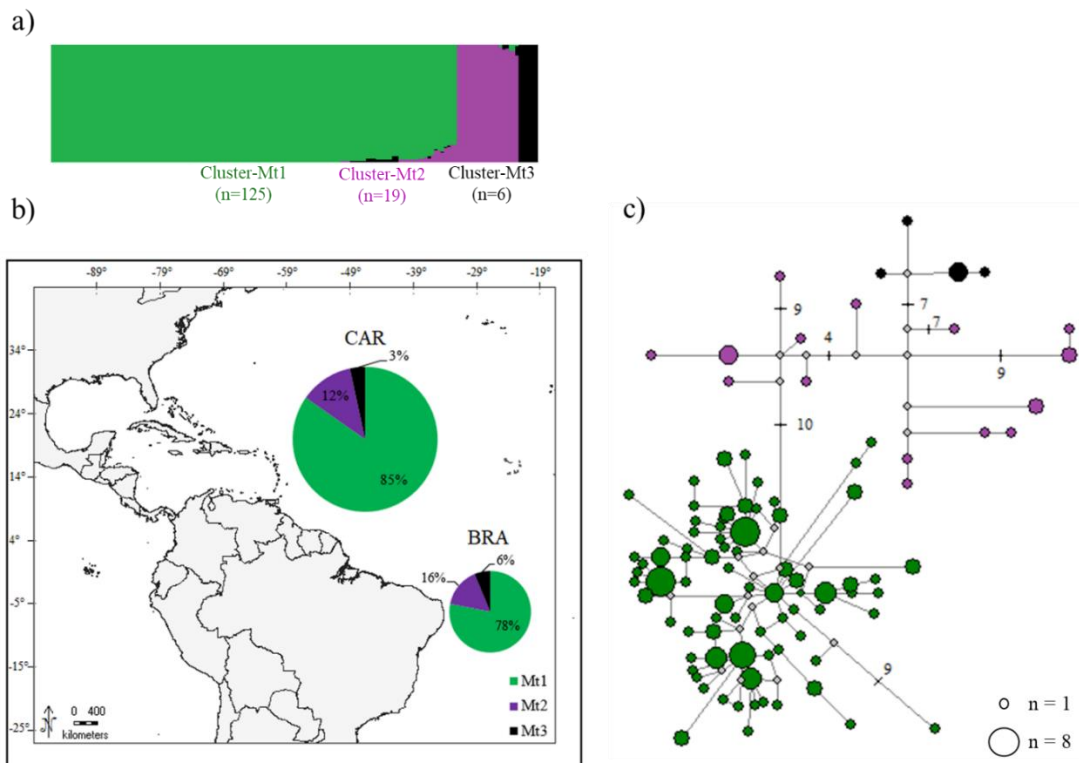 a)
Cluster-Mt1 Cluster-Mt2 Cluster-Mt3
(n=125) (n=19) (n=6)
b)
-89° -79° -69° -59° -49° -39° -29° -19°
34°
24°
14°
4°
-5°
-15°
-25°
CAR
3%
12%
85%
BRA
6%
16%
78%
Mt1
Mt2
Mt3
N
0 400
kilometers
c)
9
7
7
4
9
10
9
n = 1
n = 8